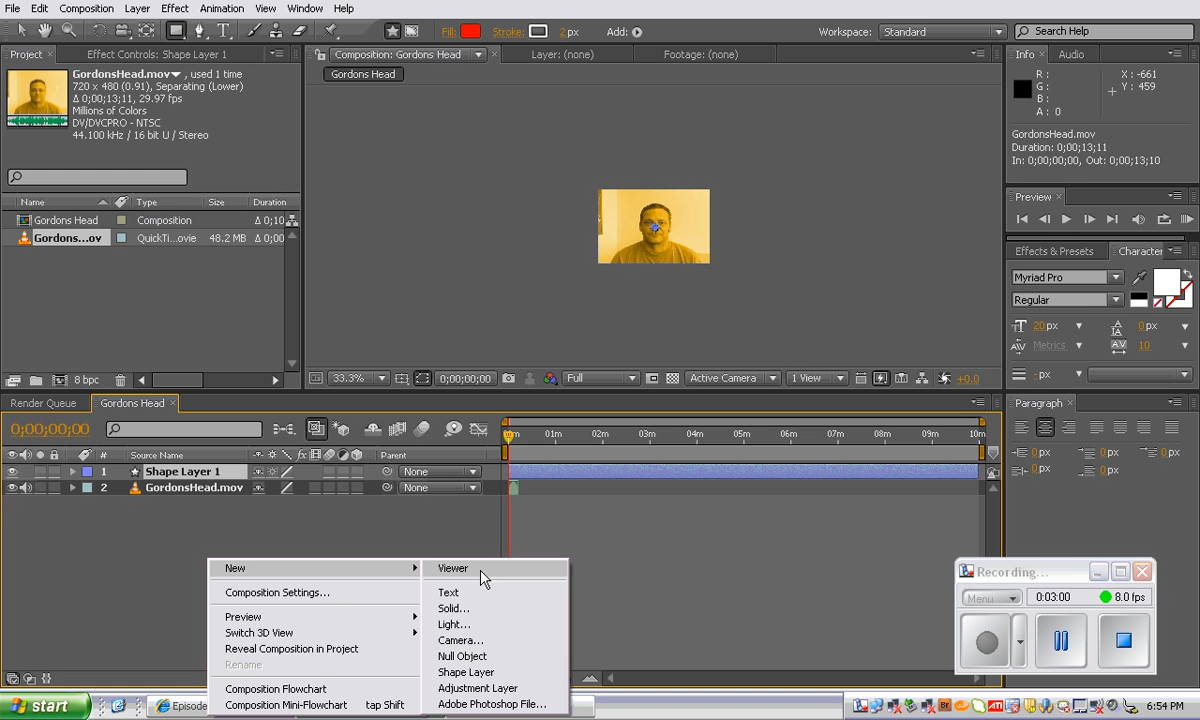 File Edit Composition Layer Effect Animation View Window Help
Fill: Stroke: 2 px Add: Workspace: Standard Search Help
Project × Effect Controls: Shape Layer 1
GordonsHead.mov▼, used 1 time
720 x 480 (0.91), Separating (Lower)
Δ 0;00;13;11, 29.97 fps
Millions of Colors
DV/DVCPRO - NTSC
44.100 kHz / 16 bit U / Stereo
Name Type Size Duration
Gordons Head Composition Δ 0;10
Gordons...ov QuickTi...ovie 48.2 MB Δ 0;00
8 bpc
Composition: Gordons Head Layer: (none) Footage: (none)
Gordons Head
33.3% 0;00;00;00 Full Active Camera 1 View +0.0
Info × Audio
R : X : -661
G : Y : 459
B :
A : 0
GordonsHead.mov
Duration: 0;00;13;11
In: 0;00;00;00, Out: 0;00;13;10
Preview ×
Effects & Presets Character
Myriad Pro
Regular
20 px 0 px
Metrics 10
- px
Paragraph ×
0 px 0 px 0 px
0 px 0 px
Render Queue Gordons Head ×
0;00;00;00
# Source Name Parent
01m 02m 03m 04m 05m 06m 07m 08m 09m 10m
1 Shape Layer 1 None
2 GordonsHead.mov None
New
Composition Settings...
Preview
Switch 3D View
Reveal Composition in Project
Rename
Composition Flowchart
Composition Mini-Flowchart tap Shift
Viewer
Text
Solid...
Light...
Camera...
Null Object
Shape Layer
Adjustment Layer
Adobe Photoshop File...
Recording...
Menu 0:03:00 8.0 fps
start Episode 6:54 PM